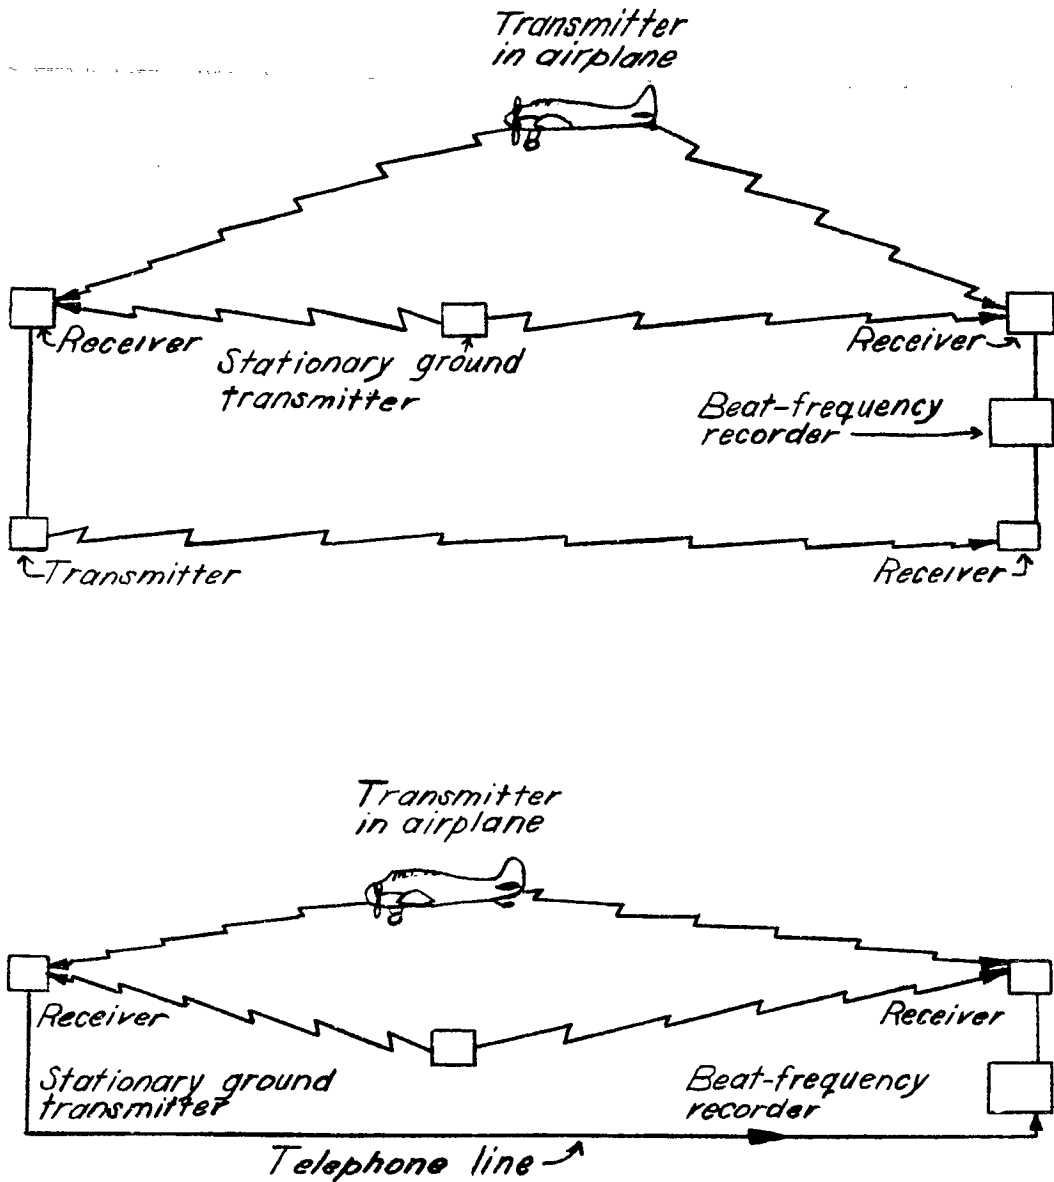 Transmitter
in airplane
Receiver
Stationary ground
transmitter
Receiver
Beat-frequency
recorder
Transmitter
Receiver
Transmitter
in airplane
Receiver
Receiver
Stationary ground
transmitter
Beat-frequency
recorder
Telephone line